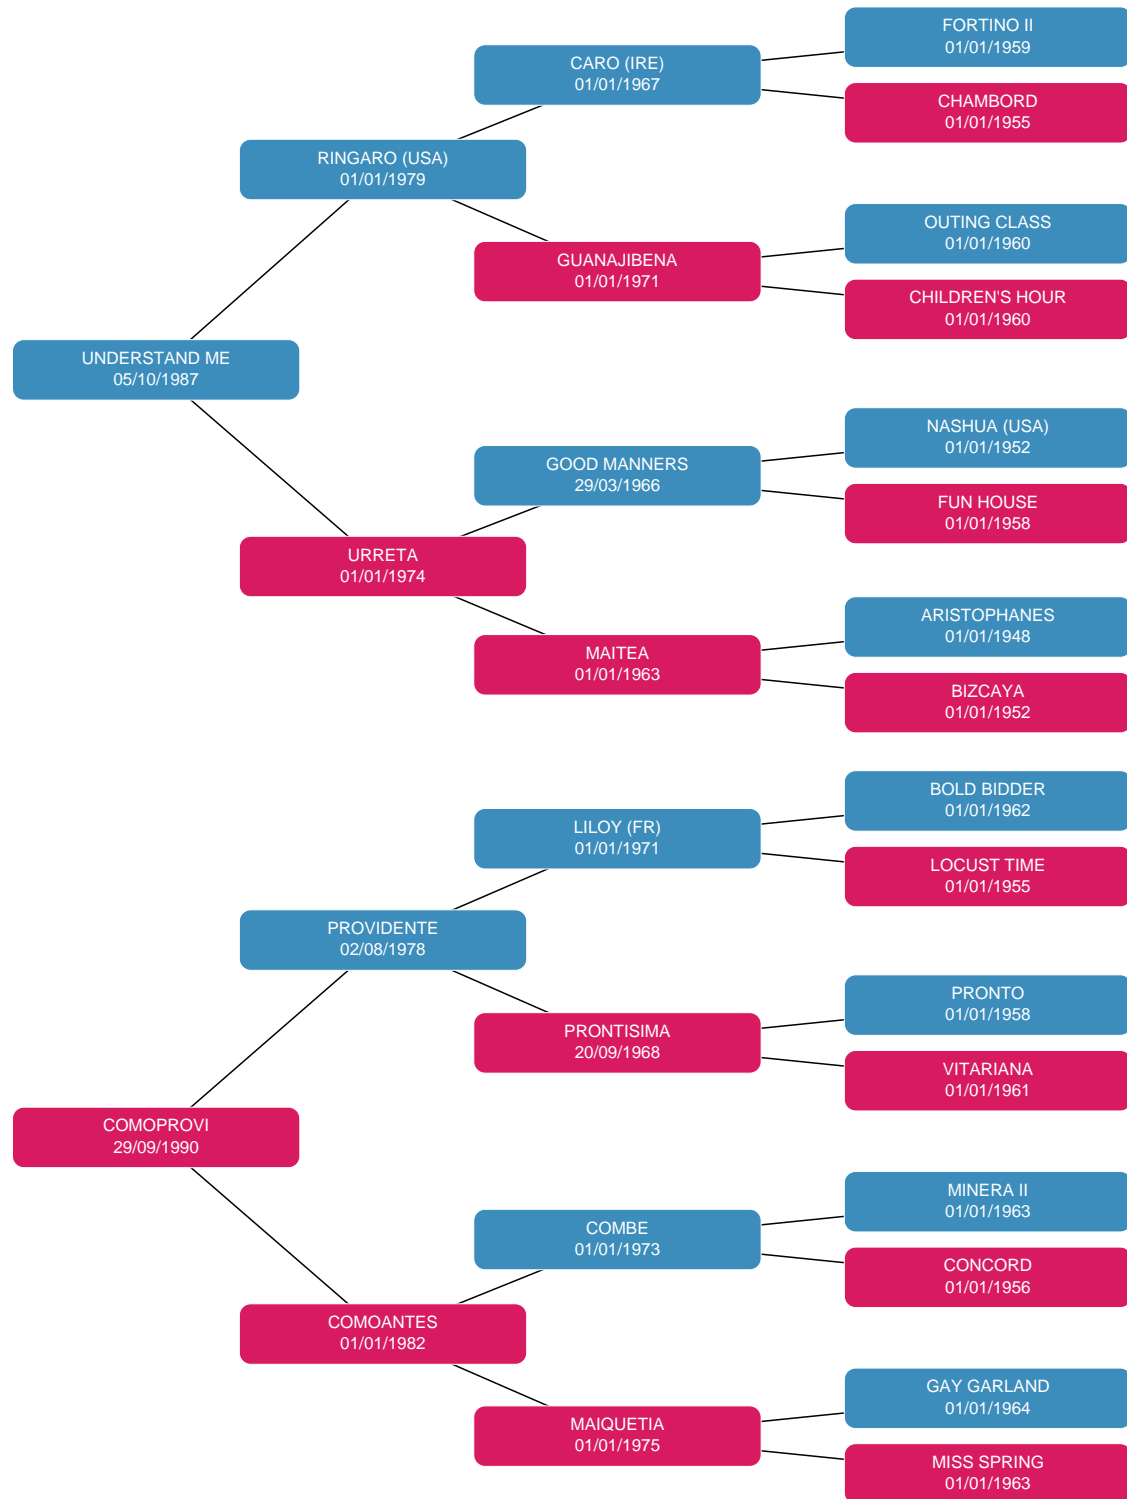 FORTINO II
01/01/1959
CARO (IRE)
01/01/1967
CHAMBORD
01/01/1955
RINGARO (USA)
01/01/1979
OUTING CLASS
01/01/1960
GUANAJIBENA
01/01/1971
CHILDREN'S HOUR
01/01/1960
UNDERSTAND ME
05/10/1987
NASHUA (USA)
01/01/1952
GOOD MANNERS
29/03/1966
FUN HOUSE
01/01/1958
URRETA
01/01/1974
ARISTOPHANES
01/01/1948
MAITEA
01/01/1963
BIZCAYA
01/01/1952
BOLD BIDDER
01/01/1962
LILOY (FR)
01/01/1971
LOCUST TIME
01/01/1955
PROVIDENTE
02/08/1978
PRONTO
01/01/1958
PRONTISIMA
20/09/1968
VITARIANA
01/01/1961
COMOPROVI
29/09/1990
MINERA II
01/01/1963
COMBE
01/01/1973
CONCORD
01/01/1956
COMOANTES
01/01/1982
GAY GARLAND
01/01/1964
MAIQUETIA
01/01/1975
MISS SPRING
01/01/1963